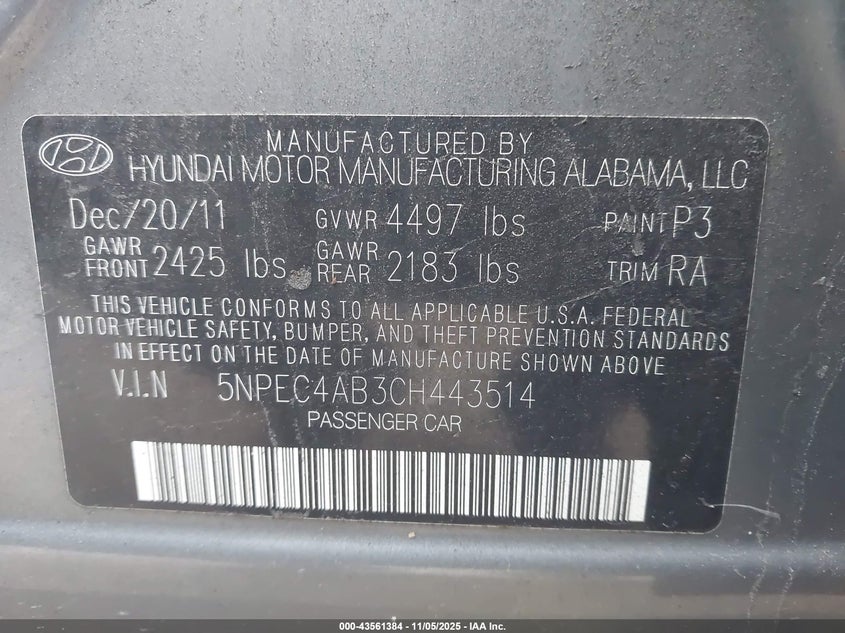 MANUFACTURED BY
HYUNDAI MOTOR MANUFACTURING ALABAMA, LLC
Dec/20/11 GVWR 4497 lbs PAINT P3
GAWR FRONT 2425 lbs GAWR REAR 2183 lbs TRIM RA
THIS VEHICLE CONFORMS TO ALL APPLICABLE U.S.A. FEDERAL
MOTOR VEHICLE SAFETY, BUMPER, AND THEFT PREVENTION STANDARDS
IN EFFECT ON THE DATE OF MANUFACTURE SHOWN ABOVE
V.I.N 5NPEC4AB3CH443514
PASSENGER CAR
000-43561384 - 11/05/2025 - IAA Inc.